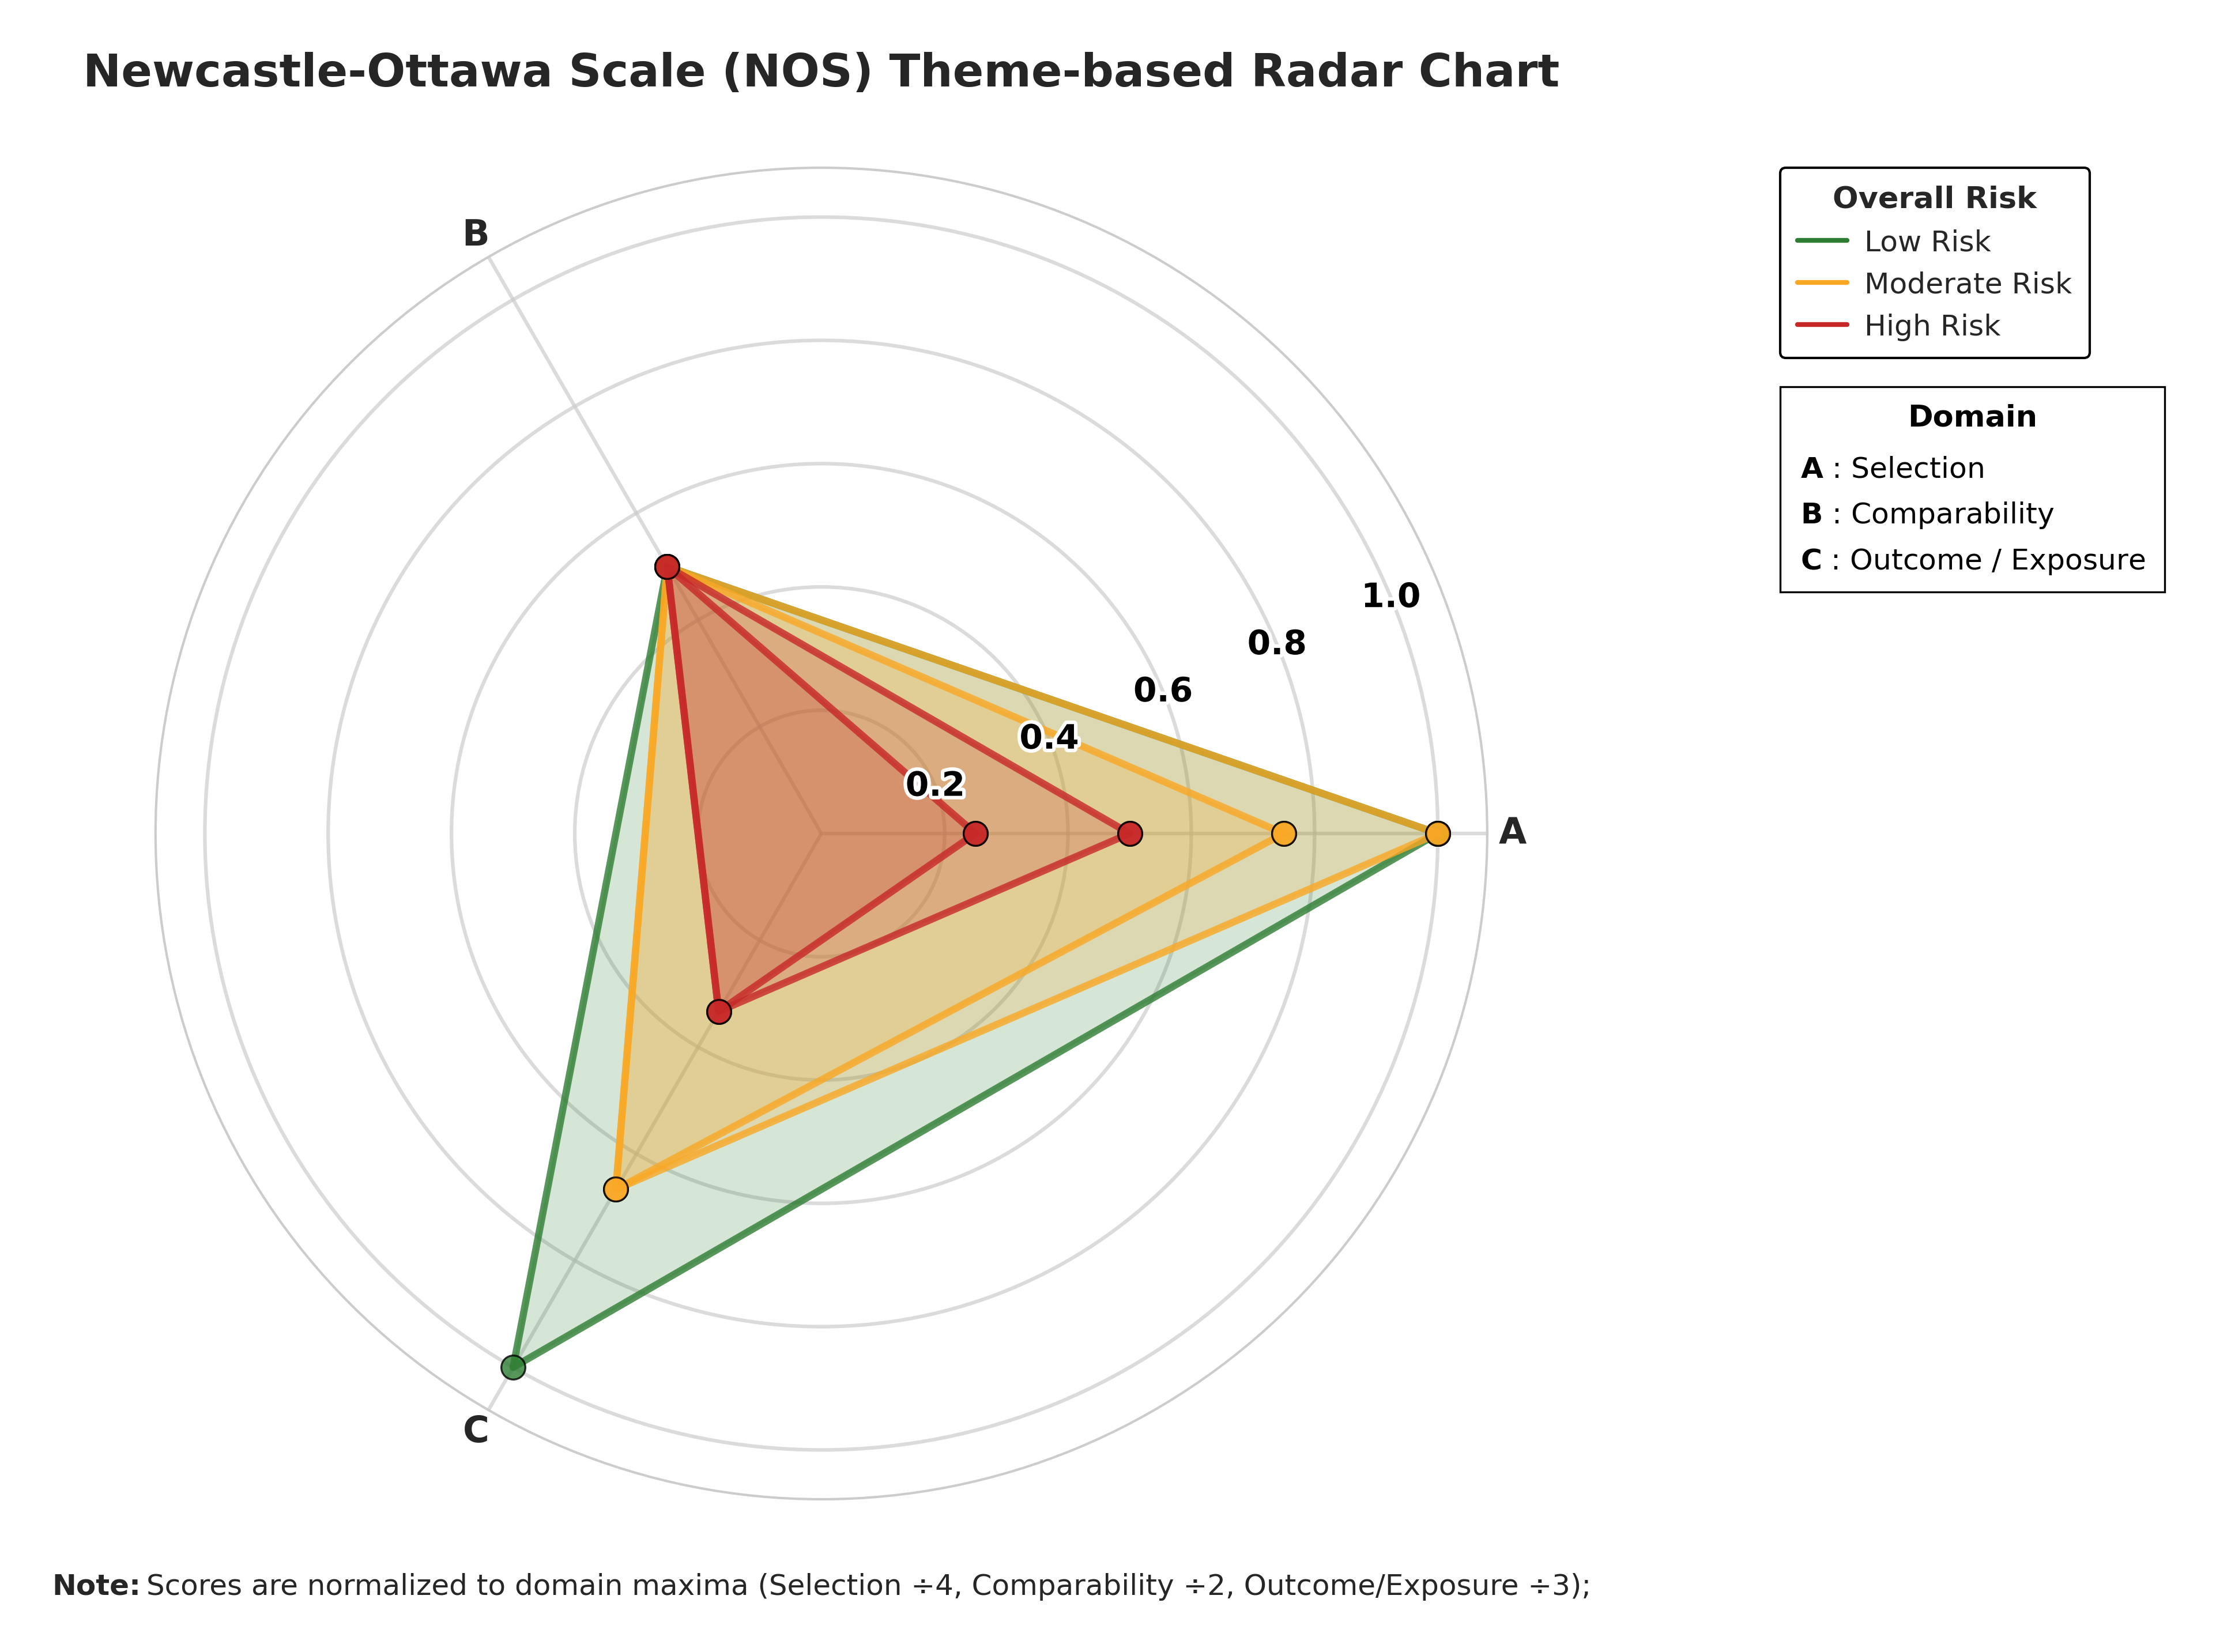 Newcastle-Ottawa Scale (NOS) Theme-based Radar Chart
B
A
C
1.0
0.8
0.6
0.4
0.2
Overall Risk
Low Risk
Moderate Risk
High Risk
Domain
A : Selection
B : Comparability
C : Outcome / Exposure
Note: Scores are normalized to domain maxima (Selection ÷4, Comparability ÷2, Outcome/Exposure ÷3);